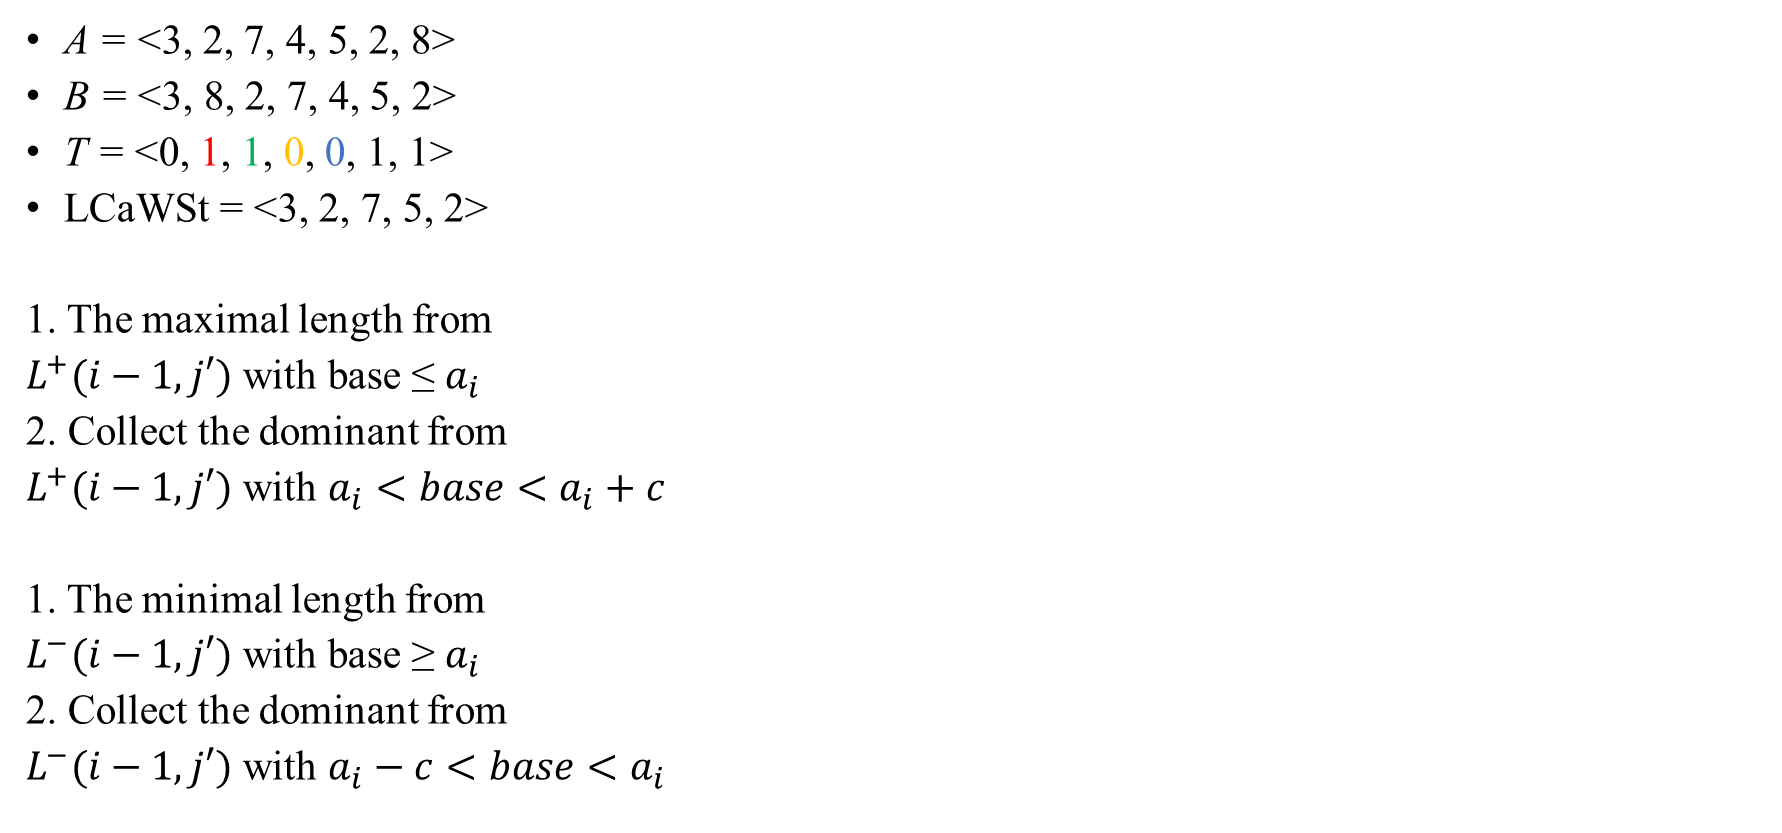 • A = <3, 2, 7, 4, 5, 2, 8>
• B = <3, 8, 2, 7, 4, 5, 2>
• T = <0, 1, 1, 0, 0, 1, 1>
• LCaWSt = <3, 2, 7, 5, 2>
1. The maximal length from
L⁺(i − 1, j′) with base ≤ aᵢ
2. Collect the dominant from
L⁺(i − 1, j′) with aᵢ < base < aᵢ + c
1. The minimal length from
L⁻(i − 1, j′) with base ≥ aᵢ
2. Collect the dominant from
L⁻(i − 1, j′) with aᵢ − c < base < aᵢ